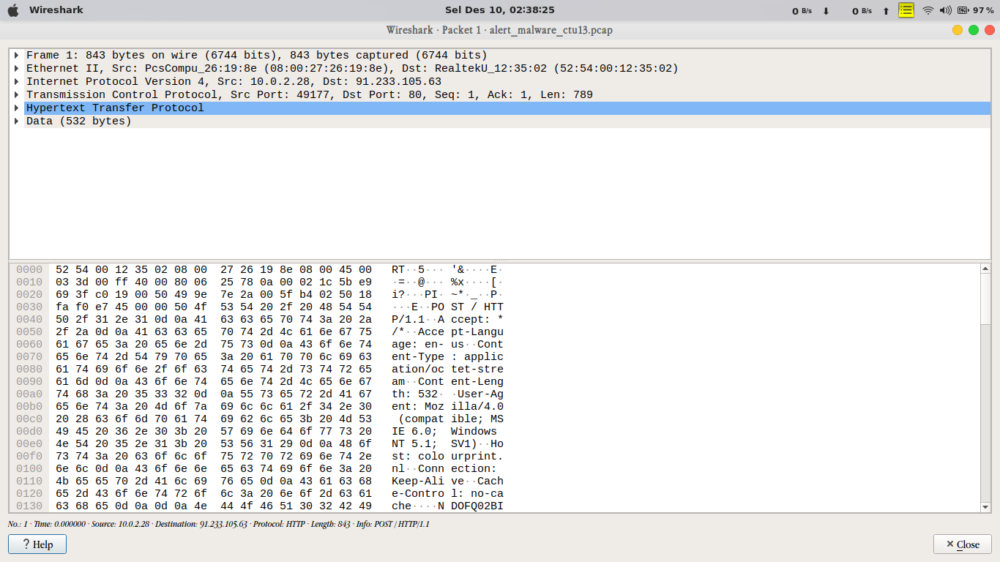 Wireshark
Sel Des 10, 02:38:25
0 B/s ⬇ 0 B/s ⬆ 97 %
Wireshark · Packet 1 · alert_malware_ctu13.pcap
Frame 1: 843 bytes on wire (6744 bits), 843 bytes captured (6744 bits)
Ethernet II, Src: PcsCompu_26:19:8e (08:00:27:26:19:8e), Dst: RealtekU_12:35:02 (52:54:00:12:35:02)
Internet Protocol Version 4, Src: 10.0.2.28, Dst: 91.233.105.63
Transmission Control Protocol, Src Port: 49177, Dst Port: 80, Seq: 1, Ack: 1, Len: 789
Hypertext Transfer Protocol
Data (532 bytes)
0000 52 54 00 12 35 02 08 00 27 26 19 8e 08 00 45 00 RT··5··· '&····E·
0010 03 3d 00 ff 40 00 80 06 25 78 0a 00 02 1c 5b e9 ·=··@··· %x····[·
0020 69 3f c0 19 00 50 49 9e 7e 2a 00 5f b4 02 50 18 i?···PI· ~*·_··P·
0030 fa f0 e7 45 00 00 50 4f 53 54 20 2f 20 48 54 54 ···E··PO ST / HTT
0040 50 2f 31 2e 31 0d 0a 41 63 63 65 70 74 3a 20 2a P/1.1··A ccept: *
0050 2f 2a 0d 0a 41 63 63 65 70 74 2d 4c 61 6e 67 75 /*··Acce pt-Langu
0060 61 67 65 3a 20 65 6e 2d 75 73 0d 0a 43 6f 6e 74 age: en- us··Cont
0070 65 6e 74 2d 54 79 70 65 3a 20 61 70 70 6c 69 63 ent-Type : applic
0080 61 74 69 6f 6e 2f 6f 63 74 65 74 2d 73 74 72 65 ation/oc tet-stre
0090 61 6d 0d 0a 43 6f 6e 74 65 6e 74 2d 4c 65 6e 67 am··Cont ent-Leng
00a0 74 68 3a 20 35 33 32 0d 0a 55 73 65 72 2d 41 67 th: 532· ·User-Ag
00b0 65 6e 74 3a 20 4d 6f 7a 69 6c 6c 61 2f 34 2e 30 ent: Moz illa/4.0
00c0 20 28 63 6f 6d 70 61 74 69 62 6c 65 3b 20 4d 53 (compat ible; MS
00d0 49 45 20 36 2e 30 3b 20 57 69 6e 64 6f 77 73 20 IE 6.0; Windows
00e0 4e 54 20 35 2e 31 3b 20 53 56 31 29 0d 0a 48 6f NT 5.1; SV1)··Ho
00f0 73 74 3a 20 63 6f 6c 6f 75 72 70 72 69 6e 74 2e st: colo urprint.
0100 6e 6c 0d 0a 43 6f 6e 6e 65 63 74 69 6f 6e 3a 20 nl··Conn ection:
0110 4b 65 65 70 2d 41 6c 69 76 65 0d 0a 43 61 63 68 Keep-Ali ve··Cach
0120 65 2d 43 6f 6e 74 72 6f 6c 3a 20 6e 6f 2d 63 61 e-Contro l: no-ca
0130 63 68 65 0d 0a 0d 0a 4e 44 4f 46 51 30 32 42 49 che····N DOFQ02BI
No.: 1 · Time: 0.000000 · Source: 10.0.2.28 · Destination: 91.233.105.63 · Protocol: HTTP · Length: 843 · Info: POST / HTTP/1.1
? Help
× Close